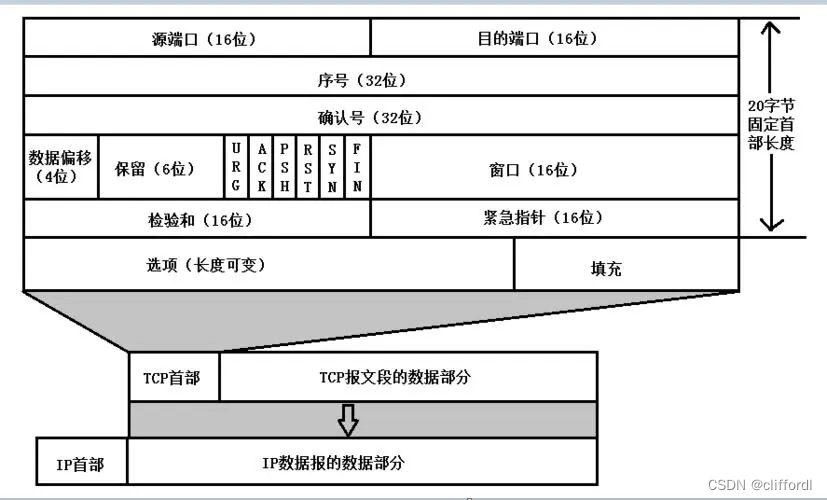 源端口（16位） 目的端口（16位）
序号（32位）
确认号（32位）
20字节
固定首
部长度
数据偏移
（4位）
保留（6位）
URG
ACK
PSH
RST
SYN
FIN
窗口（16位）
检验和（16位） 紧急指针（16位）
选项（长度可变） 填充
TCP首部 TCP报文段的数据部分
IP首部 IP数据报的数据部分
CSDN @cliffordl